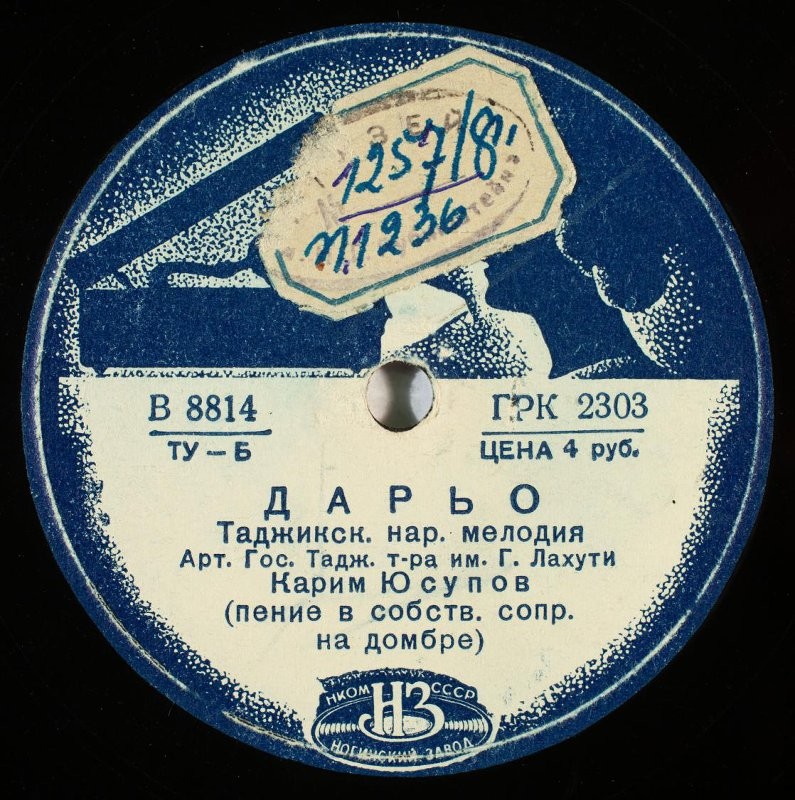 1257/8
п.1236
В 8814
ТУ – Б
ГРК 2303
ЦЕНА 4 руб.
ДАРЬО
Таджикск. нар. мелодия
Арт. Гос. Тадж. т-ра им. Г. Лахути
Карим Юсупов
(пение в собств. сопр.
на домбре)
НКОМ СССР
НЗ
НОГИНСКИЙ ЗАВОД